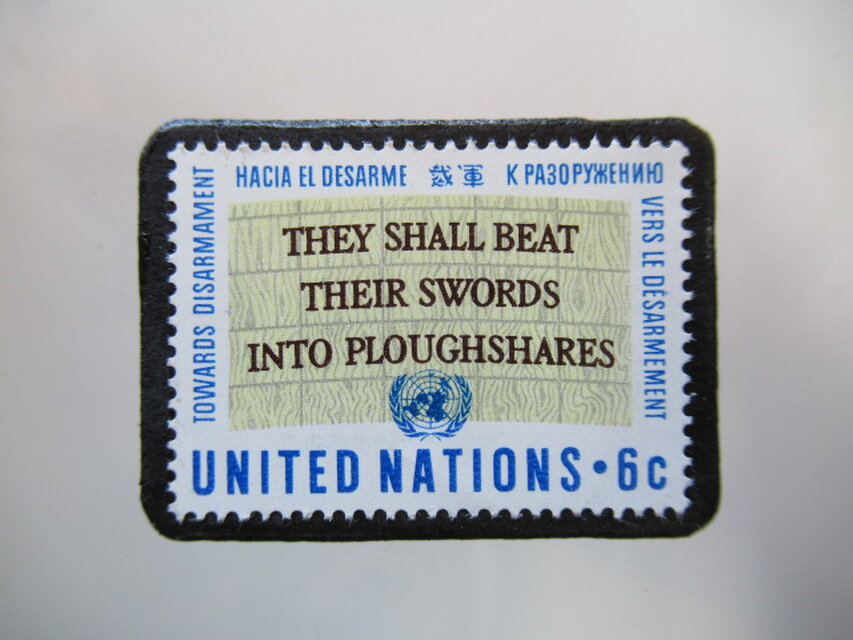 HACIA EL DESARME 裁軍 К РАЗОРУЖЕНИЮ
TOWARDS DISARMAMENT
VERS LE DÉSARMEMENT
THEY SHALL BEAT
THEIR SWORDS
INTO PLOUGHSHARES
UNITED NATIONS • 6c